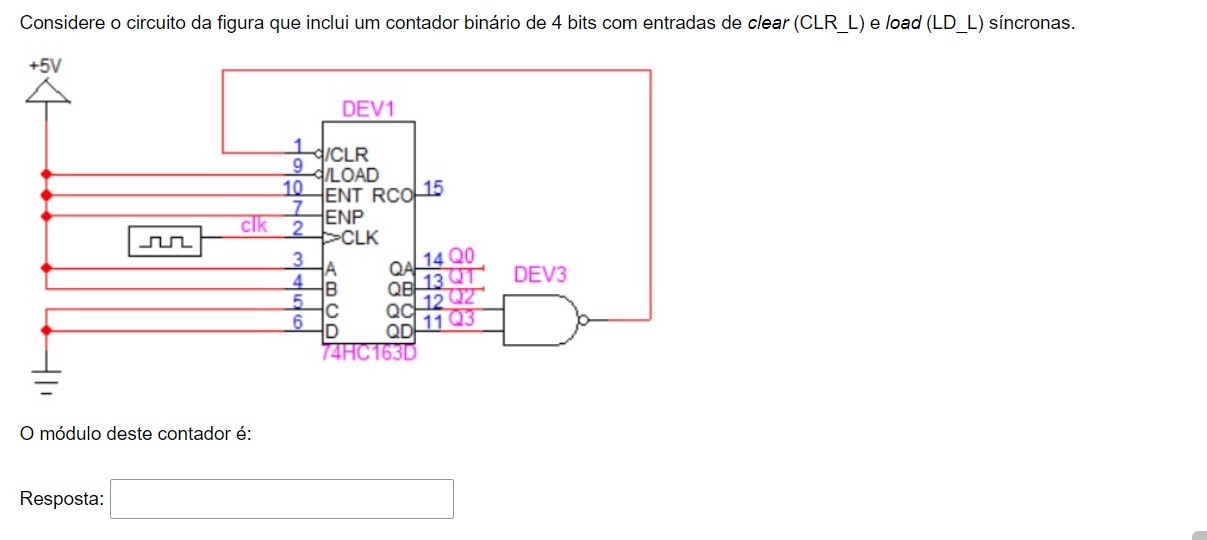 Considere o circuito da figura que inclui um contador binário de 4 bits com entradas de clear (CLR_L) e load (LD_L) síncronas.
+5V
DEV1
1 /CLR
9 /LOAD
10 ENT RCO 15
7 ENP
clk 2 CLK
3 A QA 14 Q0
4 B QB 13 Q1
5 C QC 12 Q2
6 D QD 11 Q3
DEV3
74HC163D
O módulo deste contador é:
Resposta: